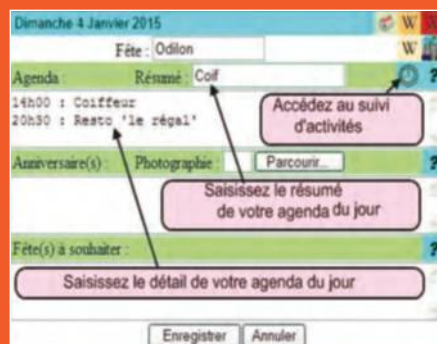 Dimanche 4 Janvier 2015 W W
Fête : Odilon W
Agenda : Résumé : Coif ?
14h00 : Coiffeur
20h30 : Resto 'le régal'
Accédez au suivi
d'activités
Anniversaire(s) : Photographie : Parcourir... ?
Saisissez le résumé
de votre agenda du jour
Fête(s) à souhaiter : ?
Saisissez le détail de votre agenda du jour
Enregistrer Annuler